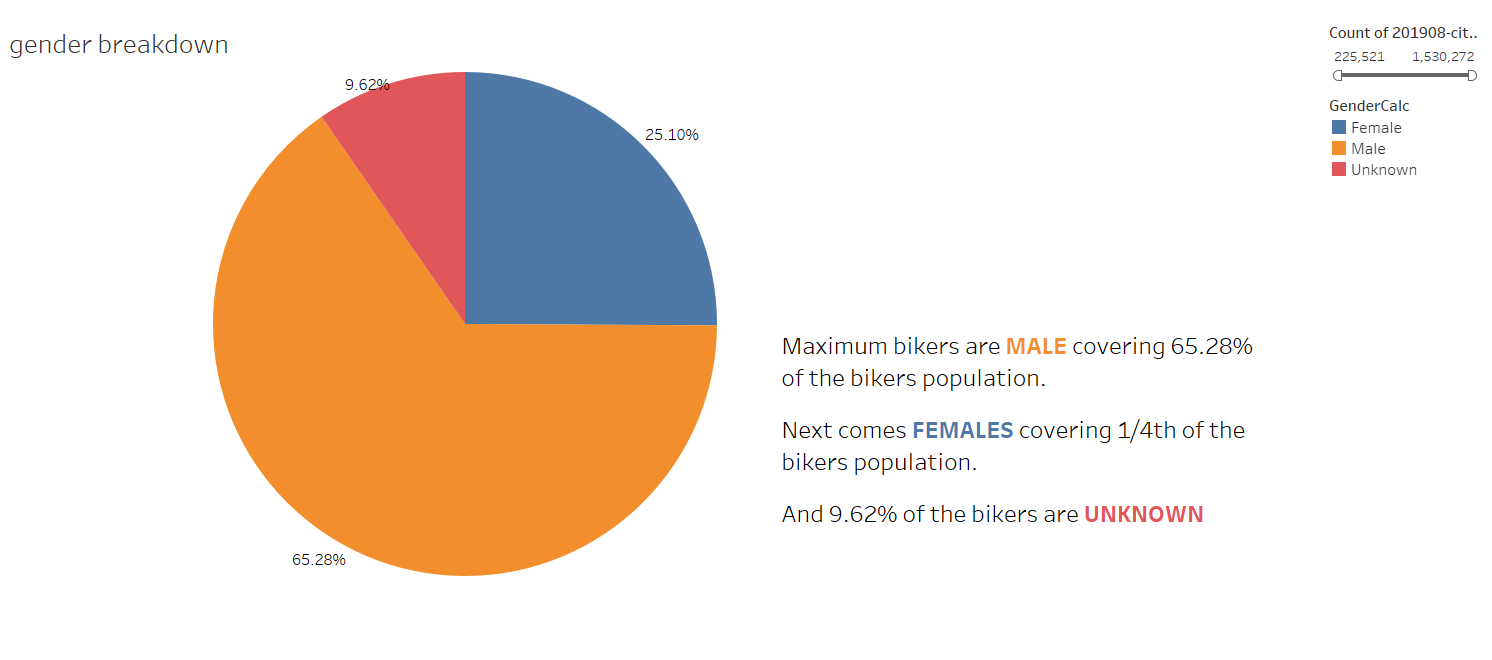 gender breakdown
9.62%
25.10%
65.28%
Maximum bikers are MALE covering 65.28%
of the bikers population.
Next comes FEMALES covering 1/4th of the
bikers population.
And 9.62% of the bikers are UNKNOWN
Count of 201908-cit..
225,521 1,530,272
GenderCalc
Female
Male
Unknown